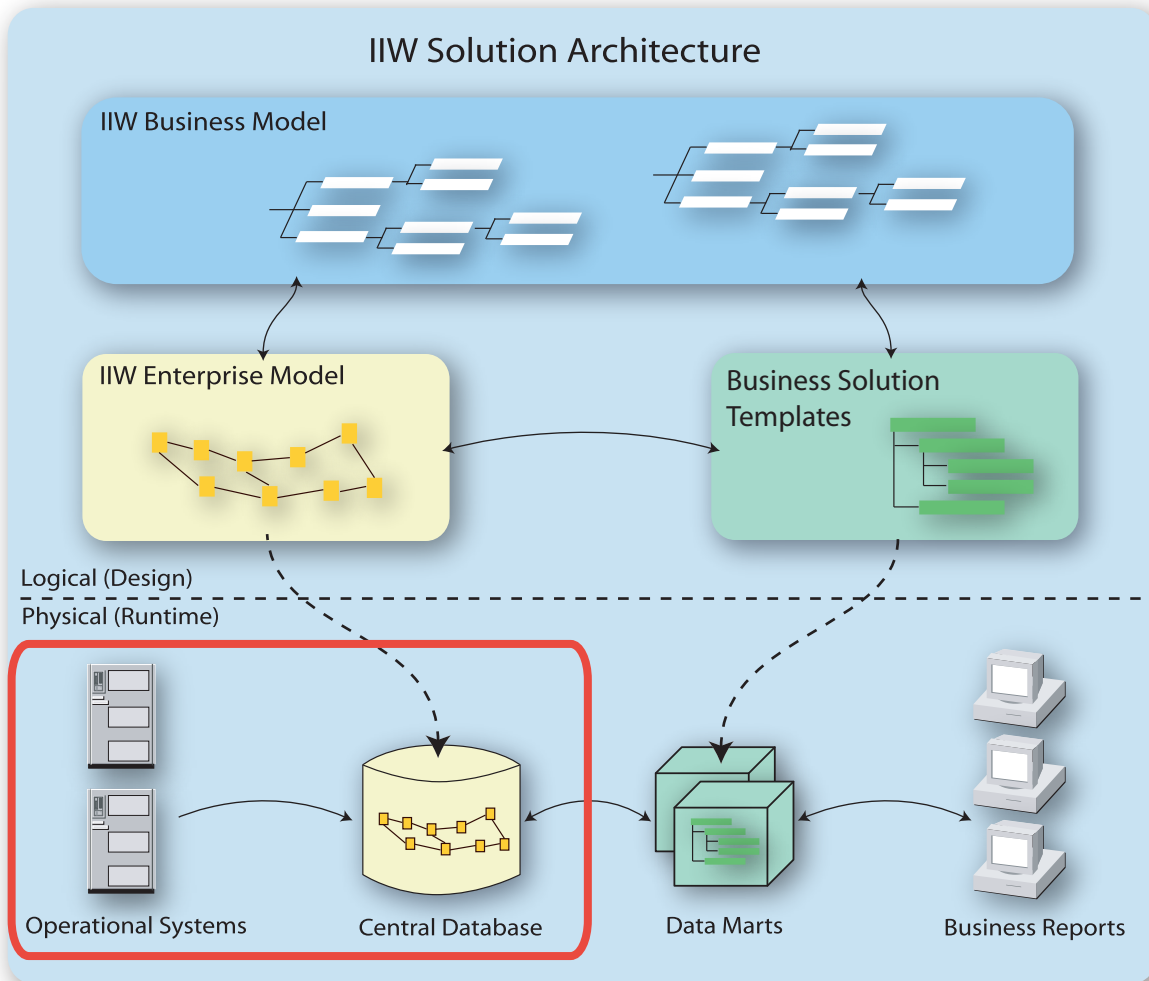 IIW Solution Architecture
IIW Business Model
IIW Enterprise Model
Business Solution
Templates
Logical (Design)
Physical (Runtime)
Operational Systems
Central Database
Data Marts
Business Reports